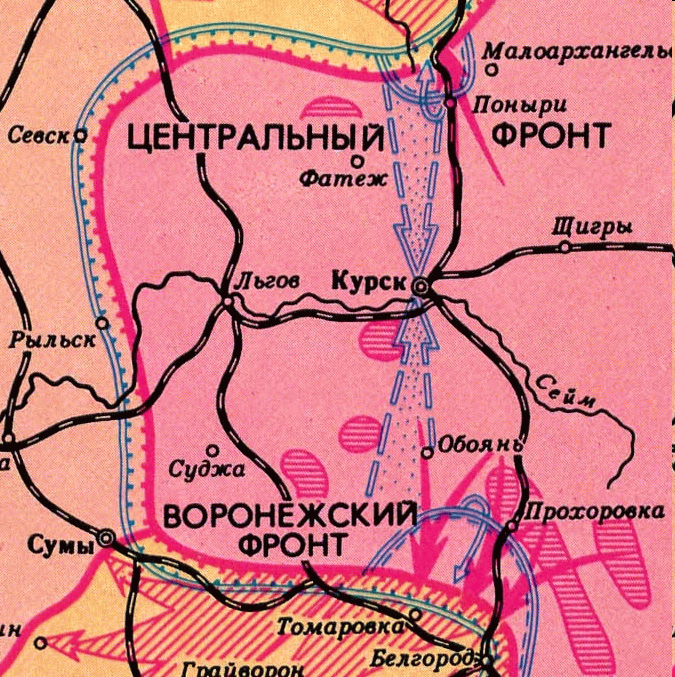 Малоархангельс
Поныри
Севск
ЦЕНТРАЛЬНЫЙ
ФРОНТ
Фатеж
Щигры
Льгов
Курск
Рыльск
Сейм
Обоянь
Суджа
ВОРОНЕЖСКИЙ
ФРОНТ
Прохоровка
Сумы
Томаровка
Белгород
Грайворон